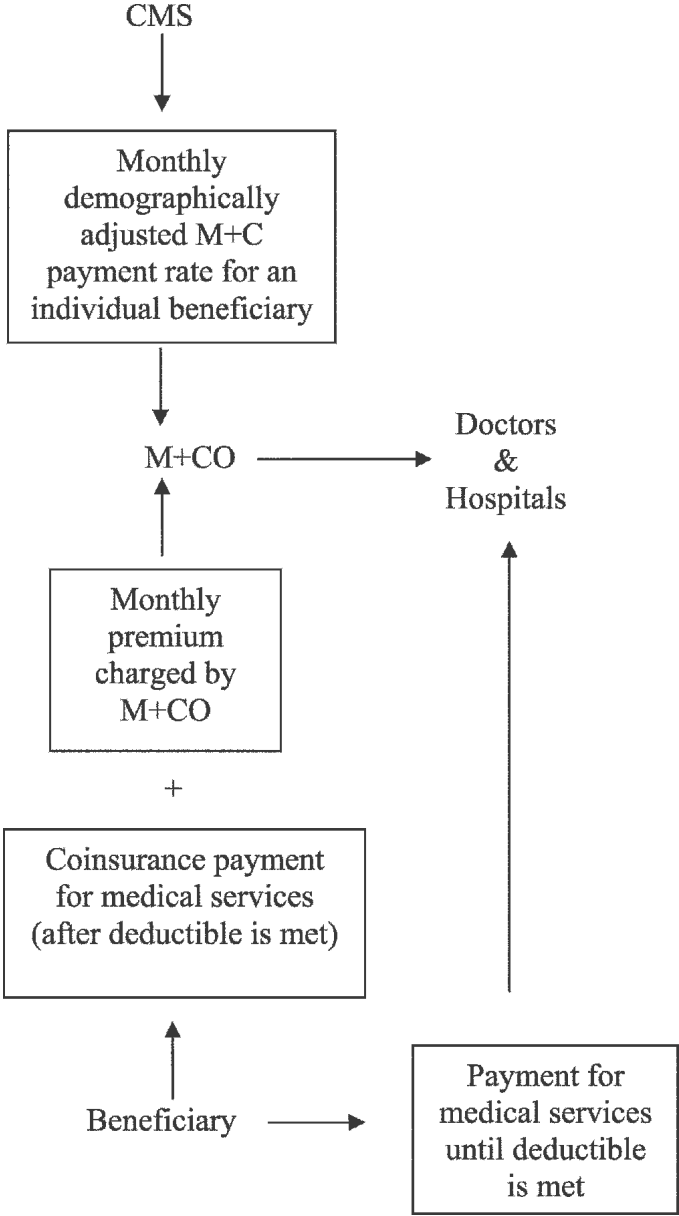 CMS
Monthly
demographically
adjusted M+C
payment rate for an
individual beneficiary
M+CO
Doctors
&
Hospitals
Monthly
premium
charged by
M+CO
+
Coinsurance payment
for medical services
(after deductible is met)
Beneficiary
Payment for
medical services
until deductible
is met